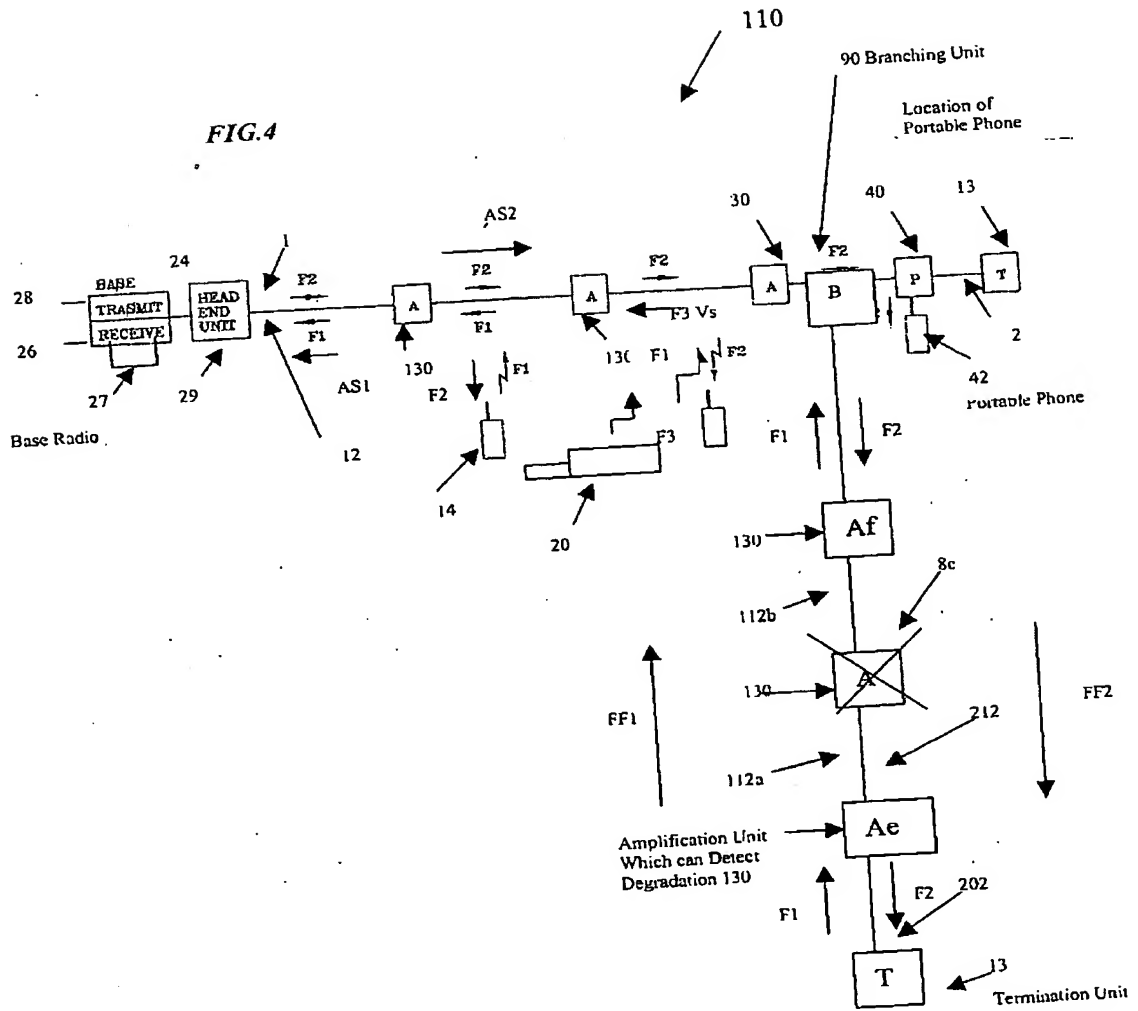 110
90 Branching Unit
Location of
Portable Phone
FIG.4
30
40
13
AS2
24
1
F2
F2
F2
F2
28
BASE
TRASMIT
RECEIVE
HEAD
END
UNIT
A
A
A
B
P
T
26
F1
F1
F3 Vs
2
27
29
AS1
130
130
F2
F1
F1
F2
42
Portable Phone
Base Radio
12
14
F3
20
F1
F2
130
Af
8c
112b
130
A
FF1
FF2
212
112a
Amplification Unit
Which can Detect
Degradation 130
Ae
F1
F2
202
T
13
Termination Unit